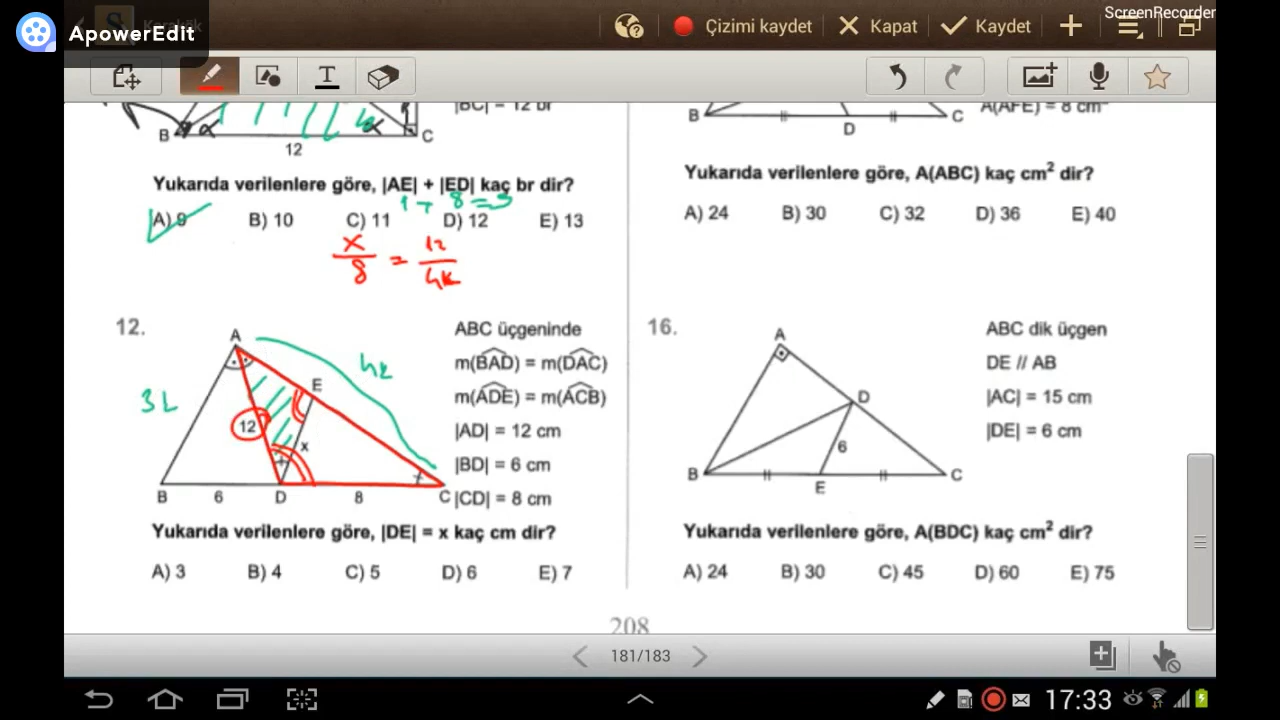 ScreenRecorder
ApowerEdit
Çizimi kaydet
Kapat
Kaydet
T
B
α
α
C
12
|BC| = 12 br
Yukarıda verilenlere göre, |AE| + |ED| kaç br dir?
1 + 8 = 9
A) 9 B) 10 C) 11 D) 12 E) 13
x/8 = 12/4k
12.
A
E
B 6 D 8 C
12
x
3k
4k
ABC üçgeninde
m(BAD) = m(DAC)
m(ADE) = m(ACB)
|AD| = 12 cm
|BD| = 6 cm
|CD| = 8 cm
Yukarıda verilenlere göre, |DE| = x kaç cm dir?
A) 3 B) 4 C) 5 D) 6 E) 7
B
D
C
A(AFE) = 8 cm
Yukarıda verilenlere göre, A(ABC) kaç cm² dir?
A) 24 B) 30 C) 32 D) 36 E) 40
16.
A
D
6
B
E
C
ABC dik üçgen
DE // AB
|AC| = 15 cm
|DE| = 6 cm
Yukarıda verilenlere göre, A(BDC) kaç cm² dir?
A) 24 B) 30 C) 45 D) 60 E) 75
208
181/183
17:33